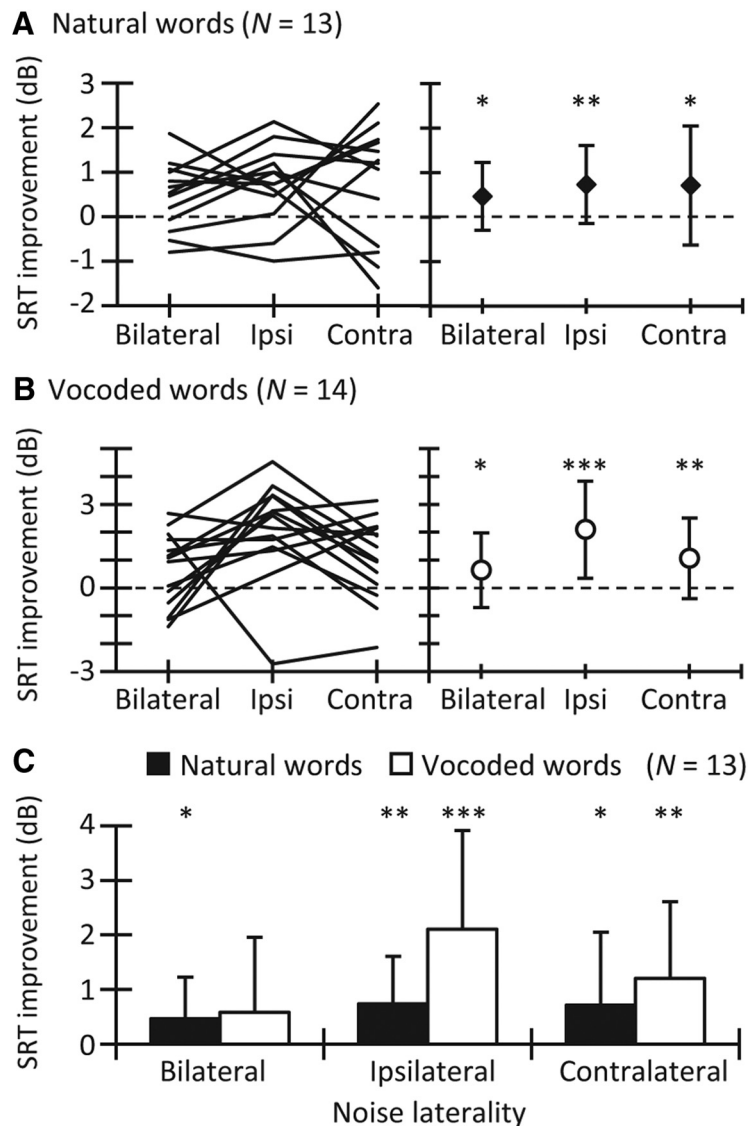 A Natural words (N = 13)
SRT improvement (dB)
3
2
1
0
-1
-2
* ** *
Bilateral Ipsi Contra Bilateral Ipsi Contra
B Vocoded words (N = 14)
SRT improvement (dB)
3
0
-3
* *** **
Bilateral Ipsi Contra Bilateral Ipsi Contra
C Natural words Vocoded words (N = 13)
SRT improvement (dB)
4
3
2
1
0
* ** *** * **
Bilateral Ipsilateral Contralateral
Noise laterality